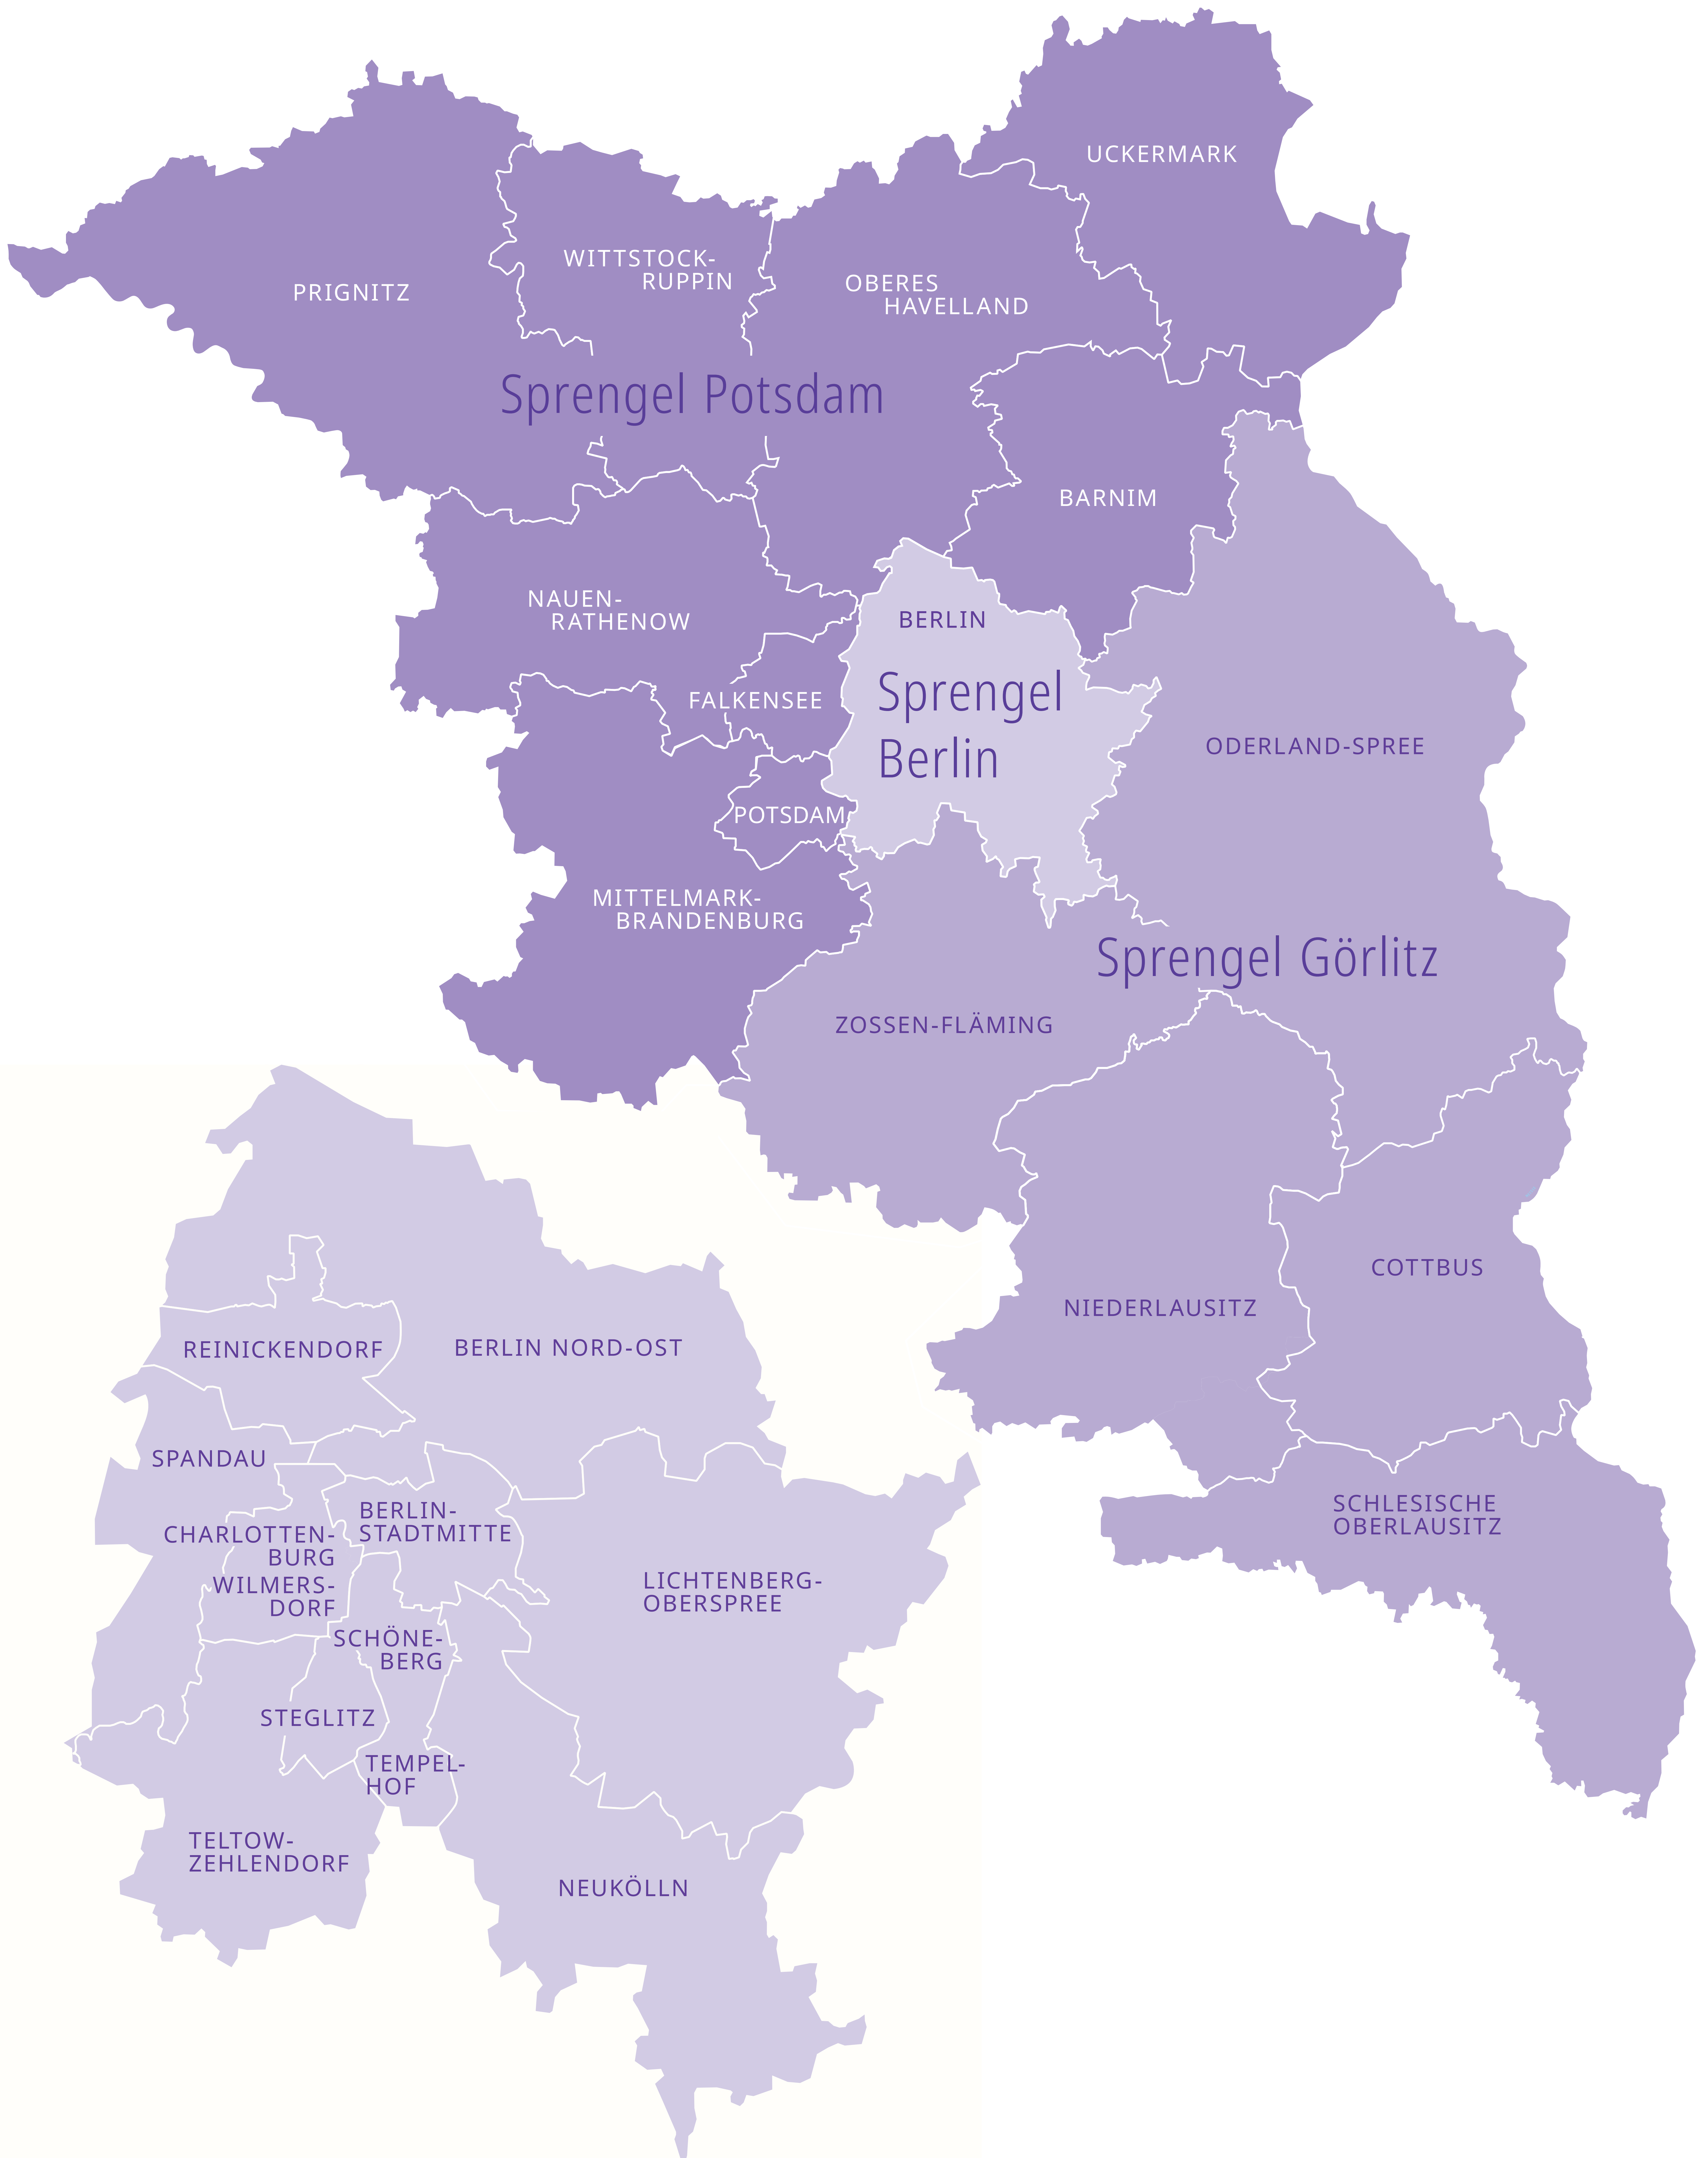 UCKERMARK
WITTSTOCK-
RUPPIN
PRIGNITZ
OBERES
HAVELLAND
Sprengel Potsdam
BARNIM
NAUEN-
RATHENOW
BERLIN
Sprengel
Berlin
FALKENSEE
ODERLAND-SPREE
POTSDAM
MITTELMARK-
BRANDENBURG
Sprengel Görlitz
ZOSSEN-FLÄMING
COTTBUS
NIEDERLAUSITZ
SCHLESISCHE
OBERLAUSITZ
REINICKENDORF
BERLIN NORD-OST
SPANDAU
BERLIN-
STADTMITTE
CHARLOTTEN-
BURG
WILMERS-
DORF
LICHTENBERG-
OBERSPREE
SCHÖNE-
BERG
STEGLITZ
TEMPEL-
HOF
TELTOW-
ZEHLENDORF
NEUKÖLLN